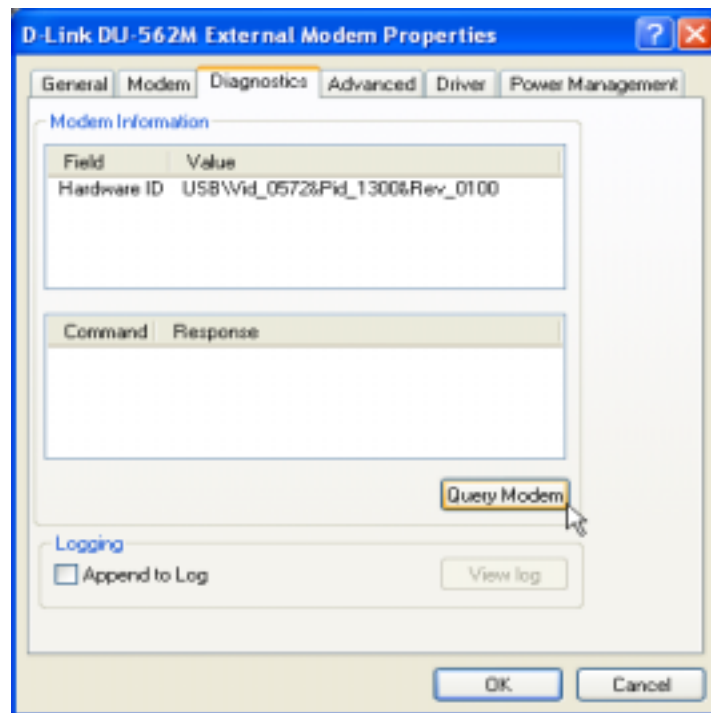 D-Link DU-562M External Modem Properties
General Modem Diagnostics Advanced Driver Power Management
Modem Information
Field Value
Hardware ID USB\Vid_0572&Pid_1300&Rev_0100
Command Response
Query Modem
Logging
Append to Log View log
OK Cancel